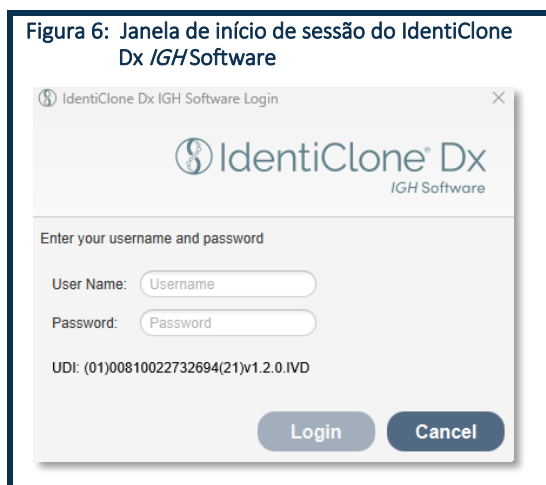 Figura 6: Janela de início de sessão do IdentiClone
Dx IGH Software
IdentiClone Dx IGH Software Login
IdentiClone® Dx
IGH Software
Enter your username and password
User Name: Username
Password: Password
UDI: (01)00810022732694(21)v1.2.0.IVD
Login Cancel